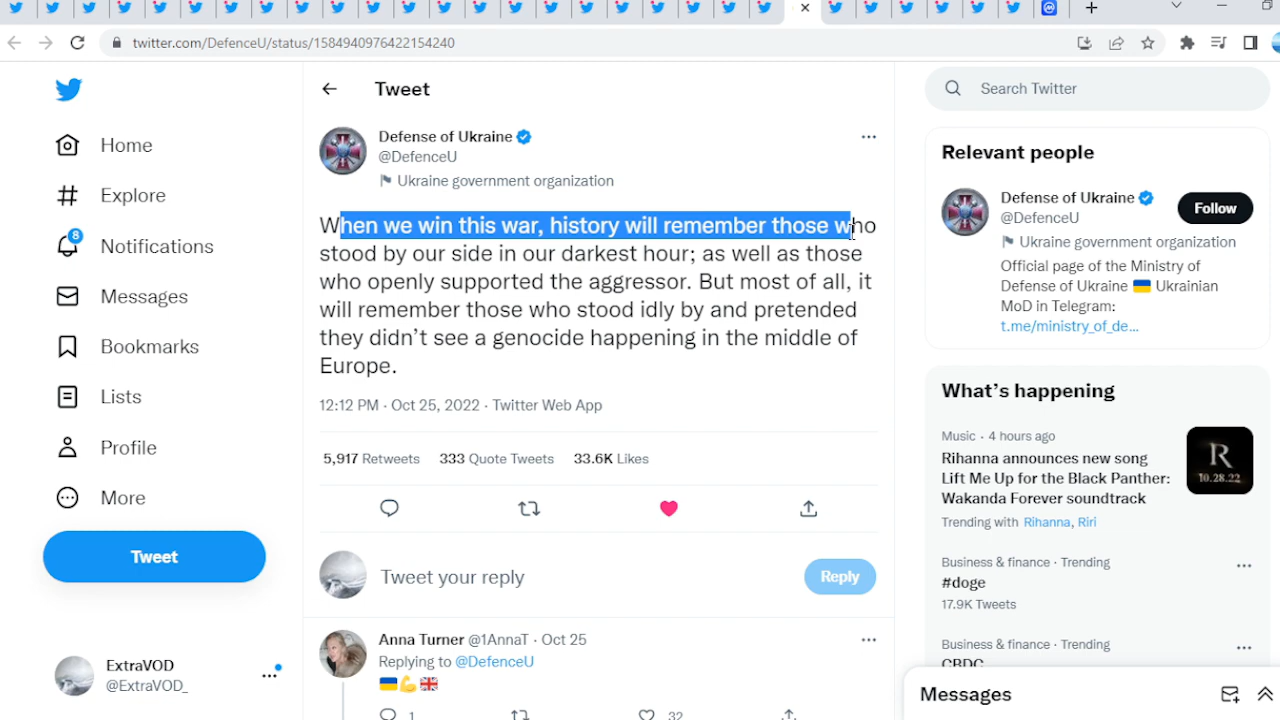 twitter.com/DefenceU/status/1584940976422154240
Home
Explore
8
Notifications
Messages
Bookmarks
Lists
Profile
More
Tweet
ExtraVOD
@ExtraVOD_
Tweet
Defense of Ukraine
@DefenceU
Ukraine government organization
When we win this war, history will remember those who
stood by our side in our darkest hour; as well as those
who openly supported the aggressor. But most of all, it
will remember those who stood idly by and pretended
they didn’t see a genocide happening in the middle of
Europe.
12:12 PM · Oct 25, 2022 · Twitter Web App
5,917 Retweets 333 Quote Tweets 33.6K Likes
Tweet your reply
Reply
Anna Turner @1AnnaT · Oct 25
Replying to @DefenceU
1
32
Search Twitter
Relevant people
Defense of Ukraine
@DefenceU
Follow
Ukraine government organization
Official page of the Ministry of
Defense of Ukraine 🇺🇦 Ukrainian
MoD in Telegram:
t.me/ministry_of_de...
What’s happening
Music · 4 hours ago
Rihanna announces new song
Lift Me Up for the Black Panther:
Wakanda Forever soundtrack
Trending with Rihanna, Riri
R
10.28.22
Business & finance · Trending
#doge
17.9K Tweets
Business & finance · Trending
CBDC
Messages